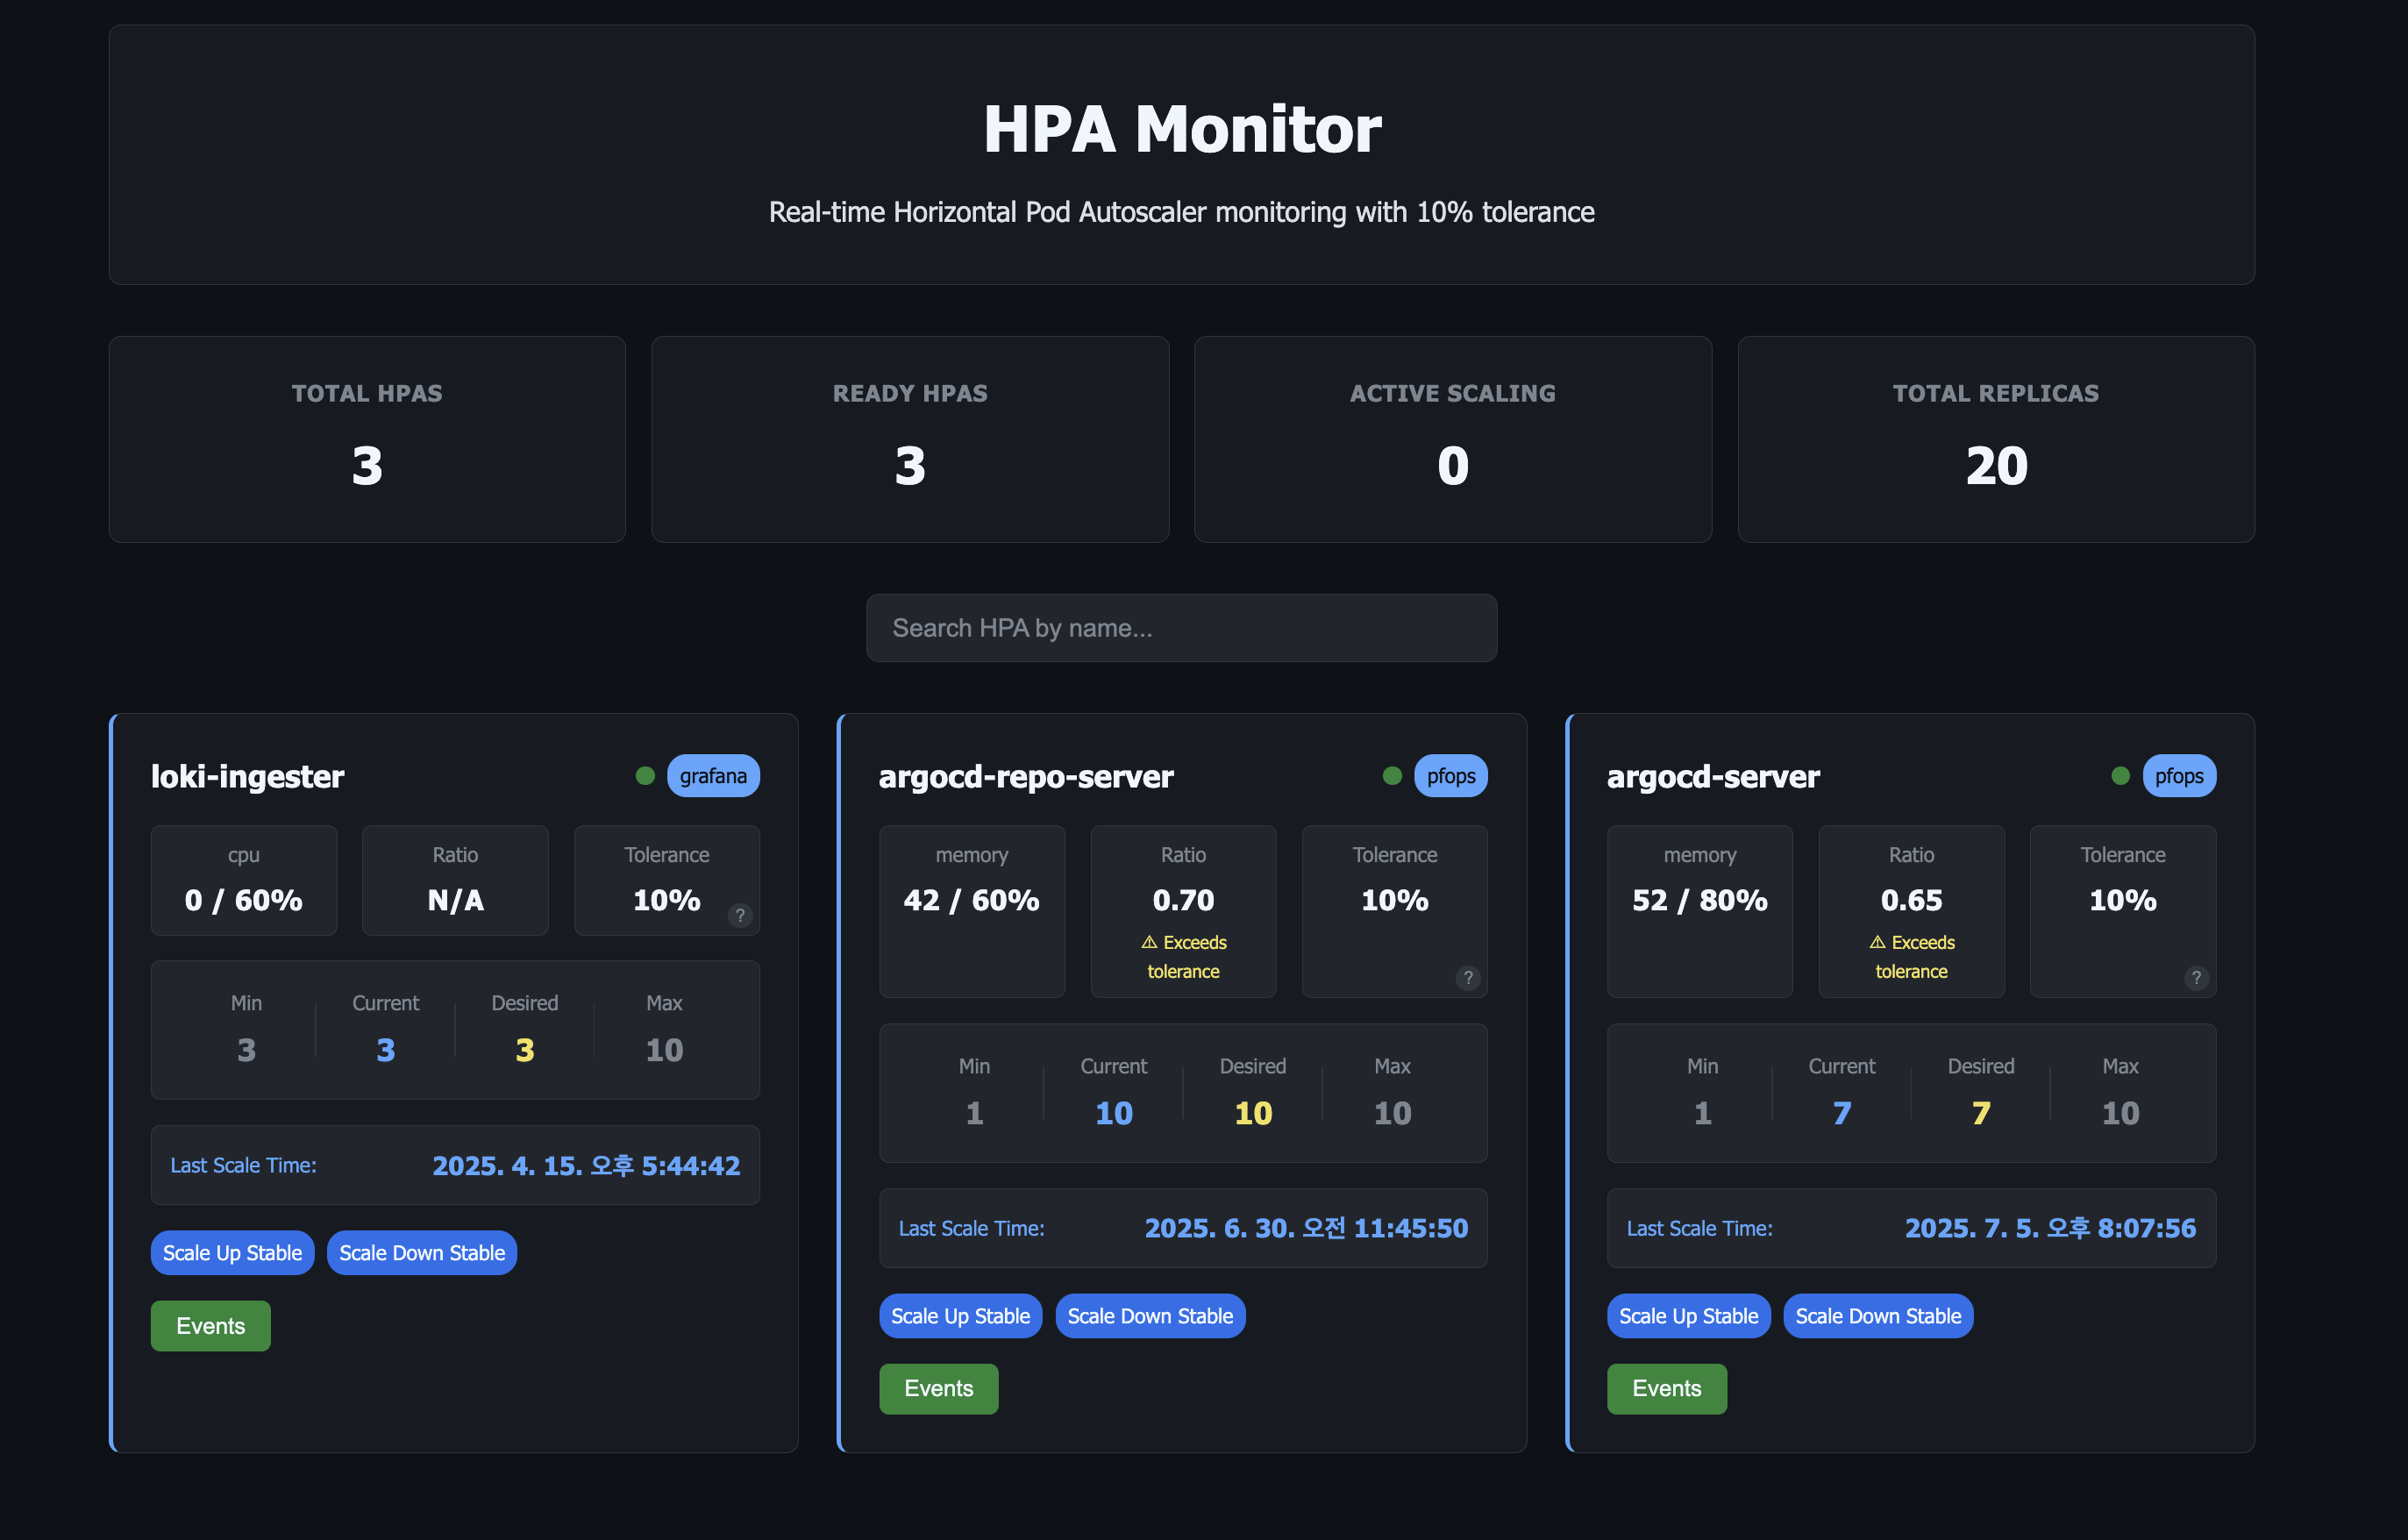 HPA Monitor
Real-time Horizontal Pod Autoscaler monitoring with 10% tolerance
TOTAL HPAS
3
READY HPAS
3
ACTIVE SCALING
0
TOTAL REPLICAS
20
Search HPA by name...
loki-ingester
grafana
cpu
0 / 60%
Ratio
N/A
Tolerance
10%
?
Min
3
Current
3
Desired
3
Max
10
Last Scale Time:
2025. 4. 15. 오후 5:44:42
Scale Up Stable
Scale Down Stable
Events
argocd-repo-server
pfops
memory
42 / 60%
Ratio
0.70
⚠ Exceeds
tolerance
Tolerance
10%
?
Min
1
Current
10
Desired
10
Max
10
Last Scale Time:
2025. 6. 30. 오전 11:45:50
Scale Up Stable
Scale Down Stable
Events
argocd-server
pfops
memory
52 / 80%
Ratio
0.65
⚠ Exceeds
tolerance
Tolerance
10%
?
Min
1
Current
7
Desired
7
Max
10
Last Scale Time:
2025. 7. 5. 오후 8:07:56
Scale Up Stable
Scale Down Stable
Events